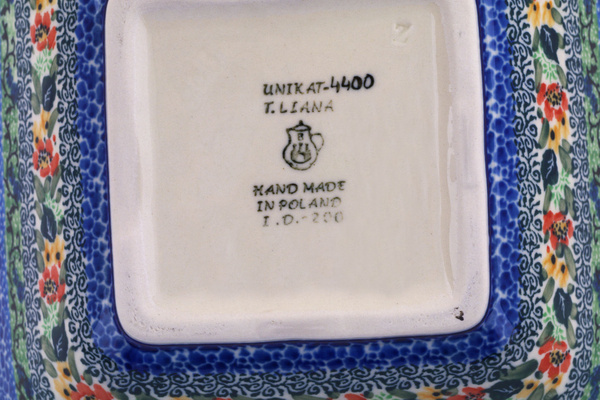 UNIKAT-4400
T. LIANA
HAND MADE
IN POLAND
I.D.-200